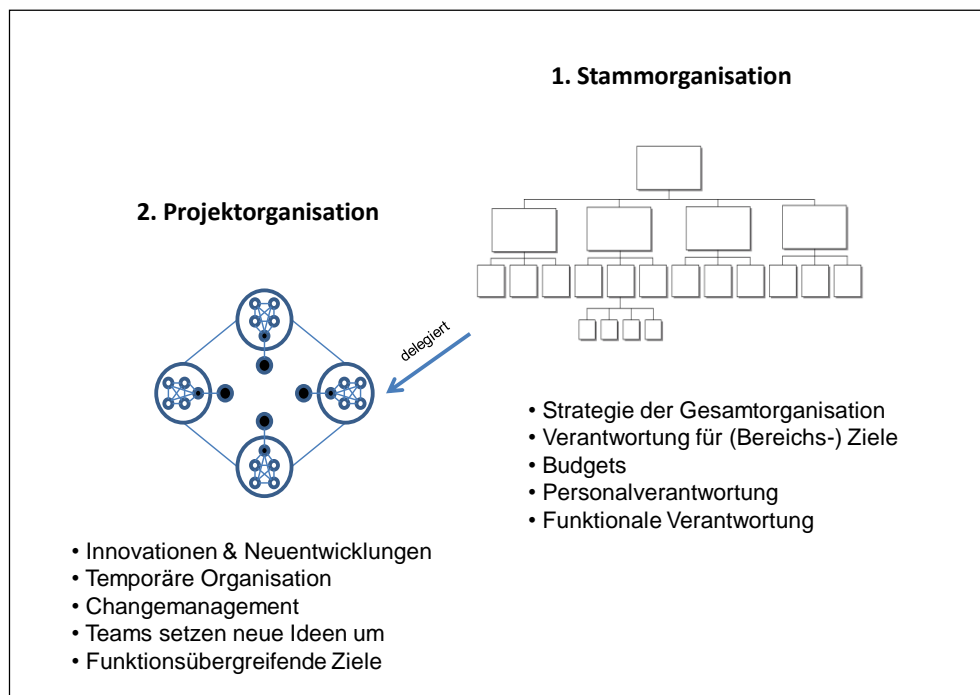 1. Stammorganisation
2. Projektorganisation
delegiert
• Strategie der Gesamtorganisation
• Verantwortung für (Bereichs-) Ziele
• Budgets
• Personalverantwortung
• Funktionale Verantwortung
• Innovationen & Neuentwicklungen
• Temporäre Organisation
• Changemanagement
• Teams setzen neue Ideen um
• Funktionsübergreifende Ziele